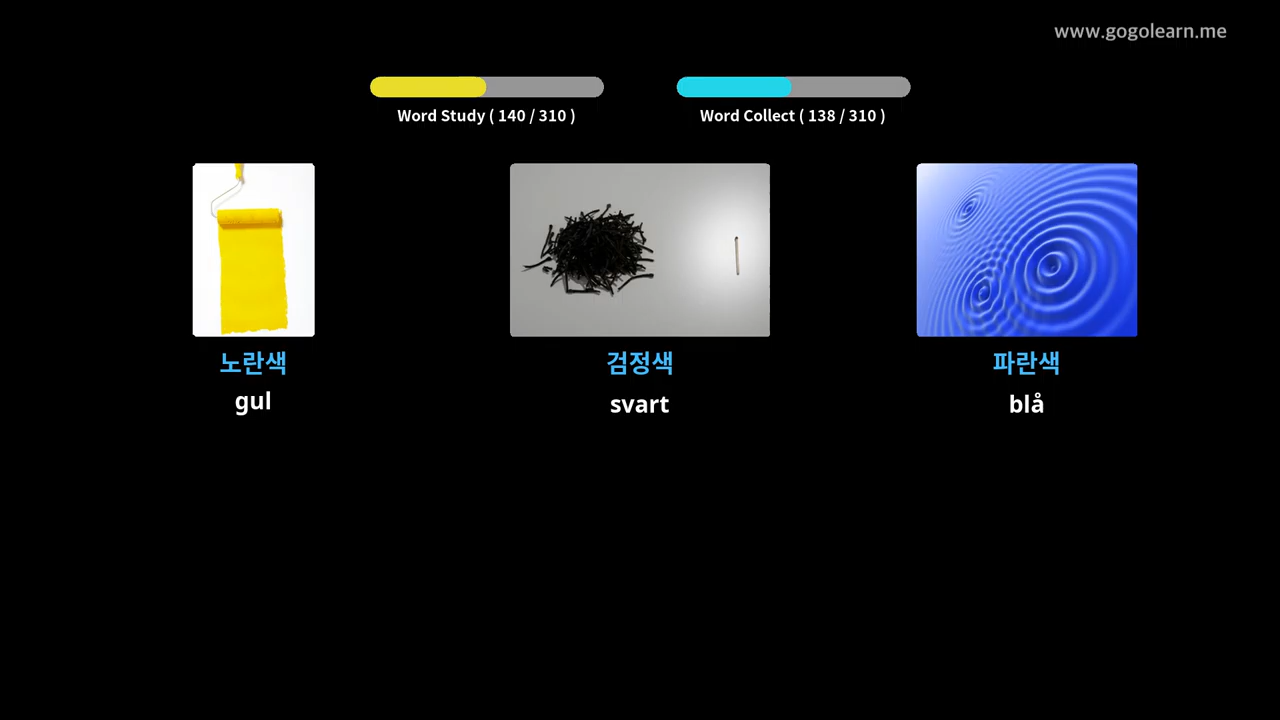 www.gogolearn.me
Word Study ( 140 / 310 )
Word Collect ( 138 / 310 )
노란색
검정색
파란색
gul
svart
blå